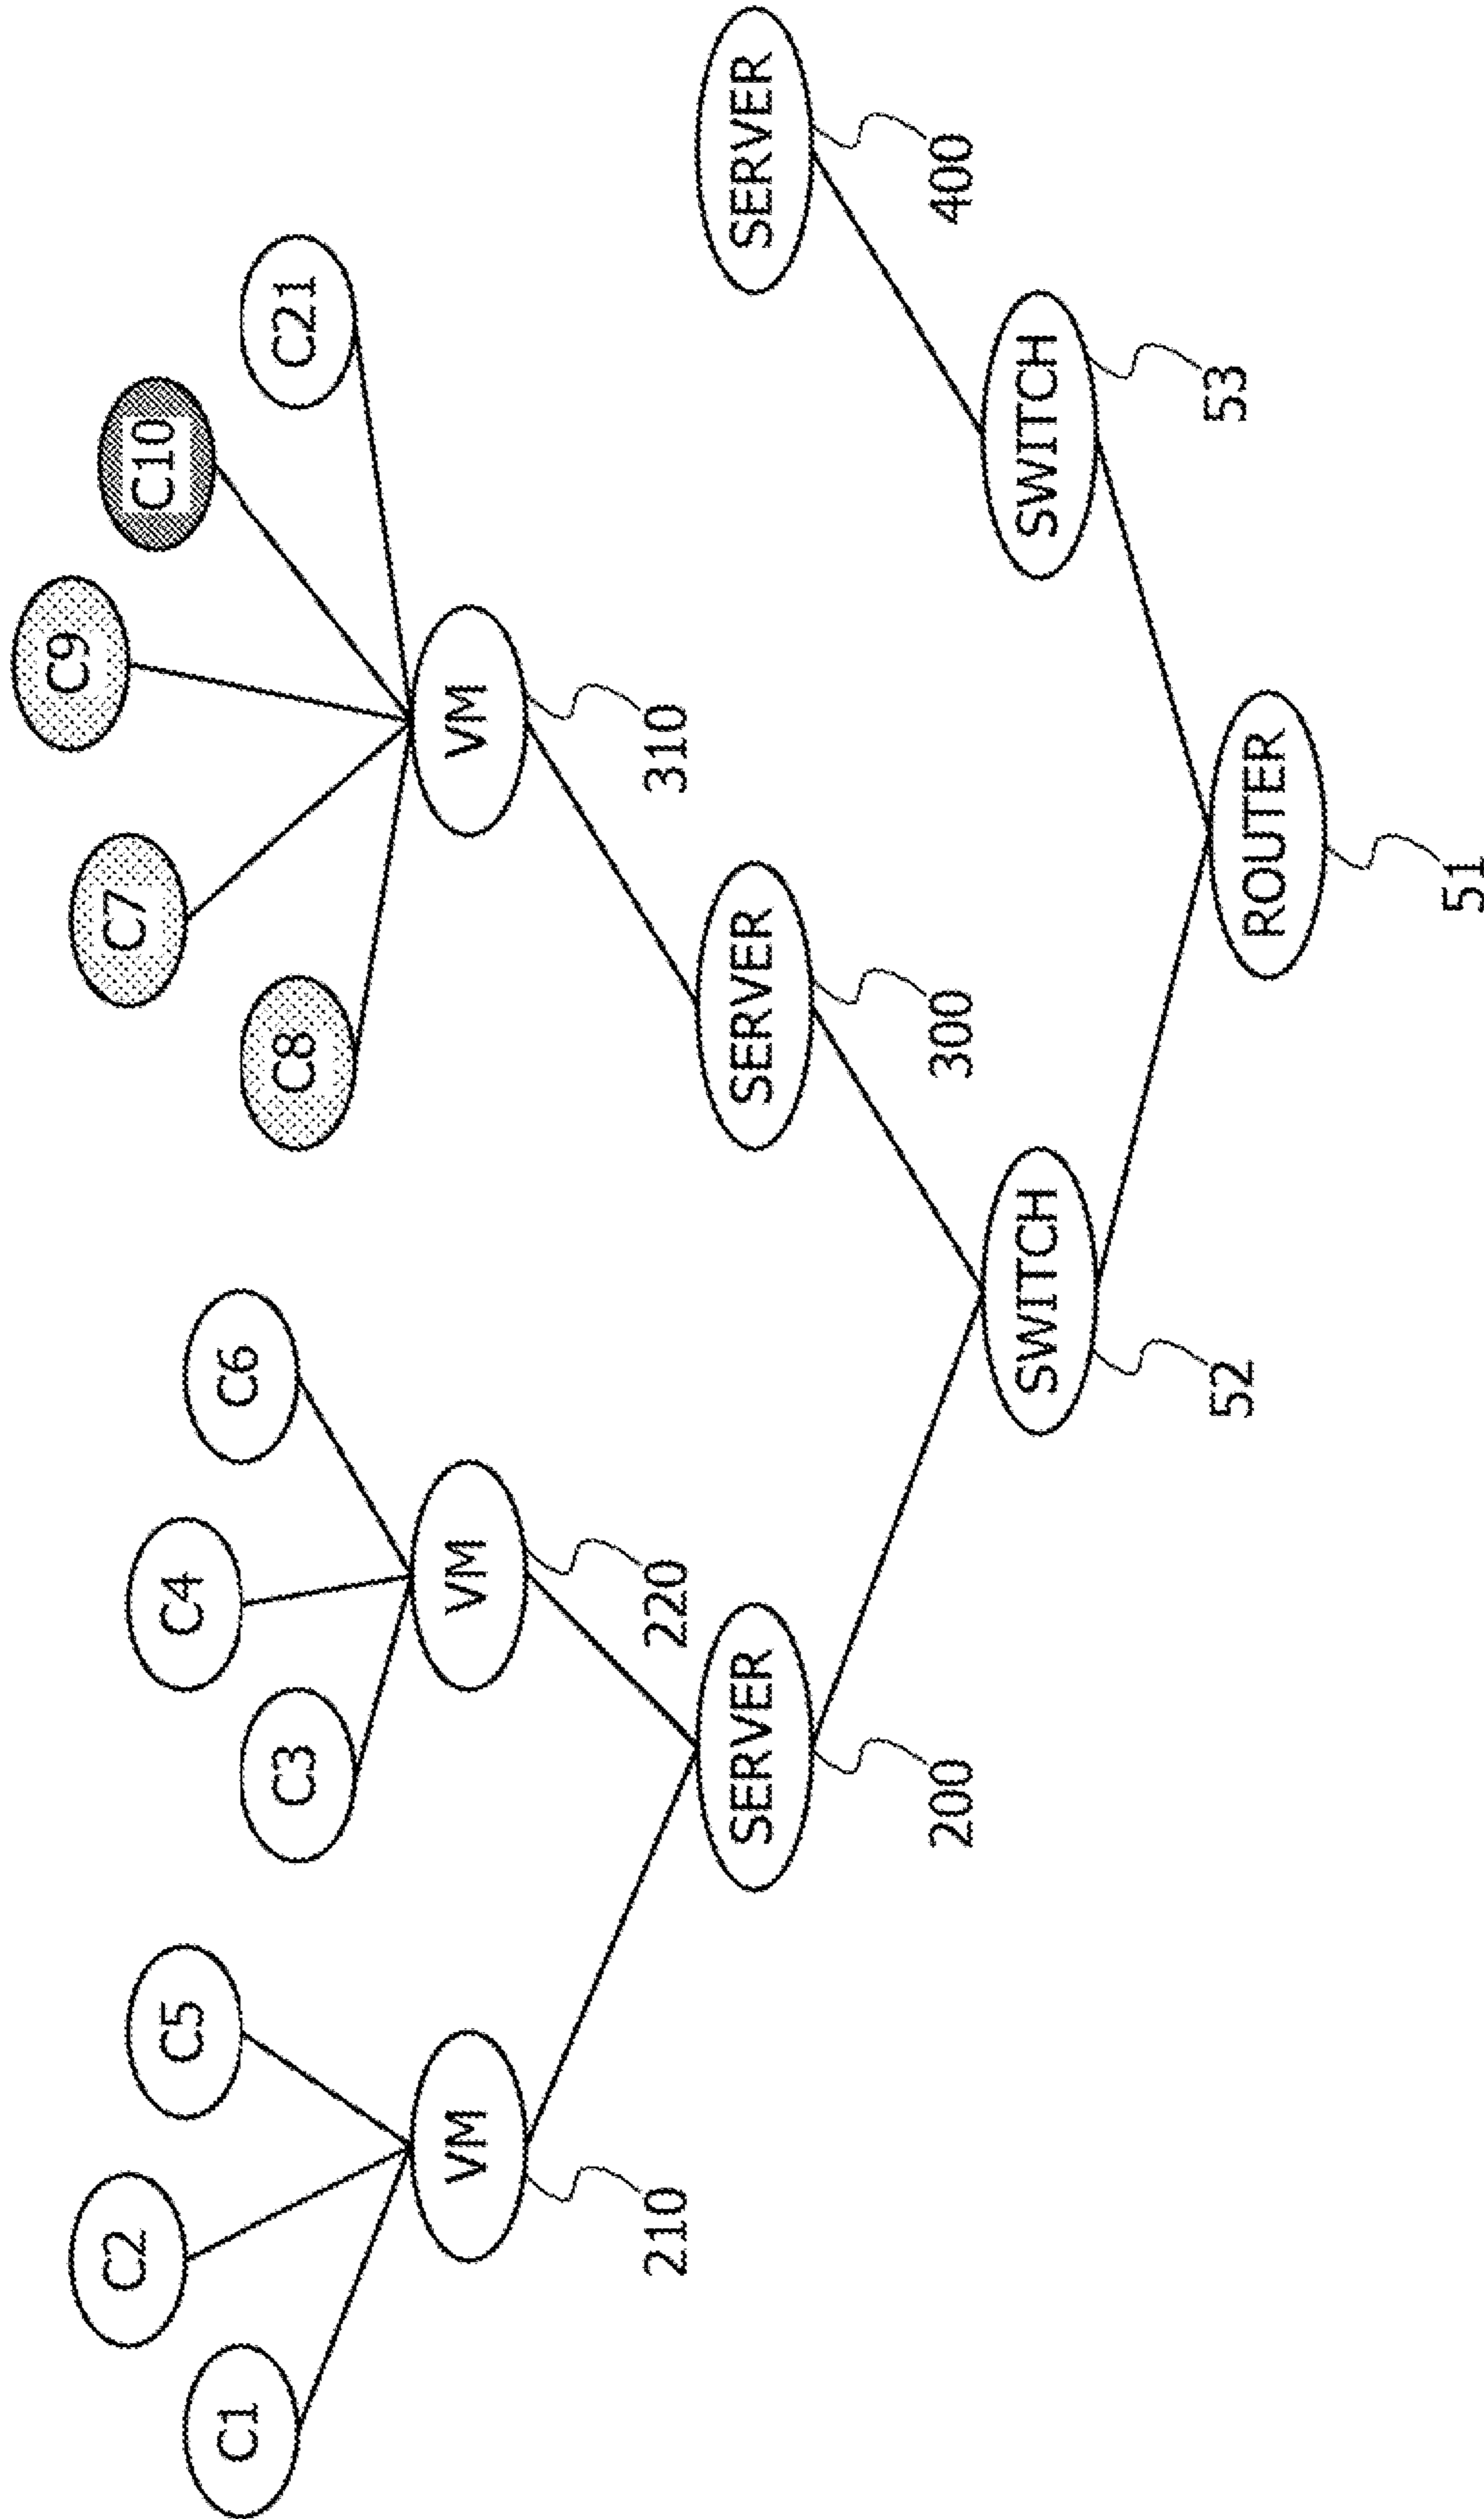 C9
C7
C10
C8
C21
C2
C5
C4
C1
C3
C6
VM
VM
VM
210
220
310
SERVER
SERVER
SERVER
200
300
400
SWITCH
SWITCH
52
53
ROUTER
51